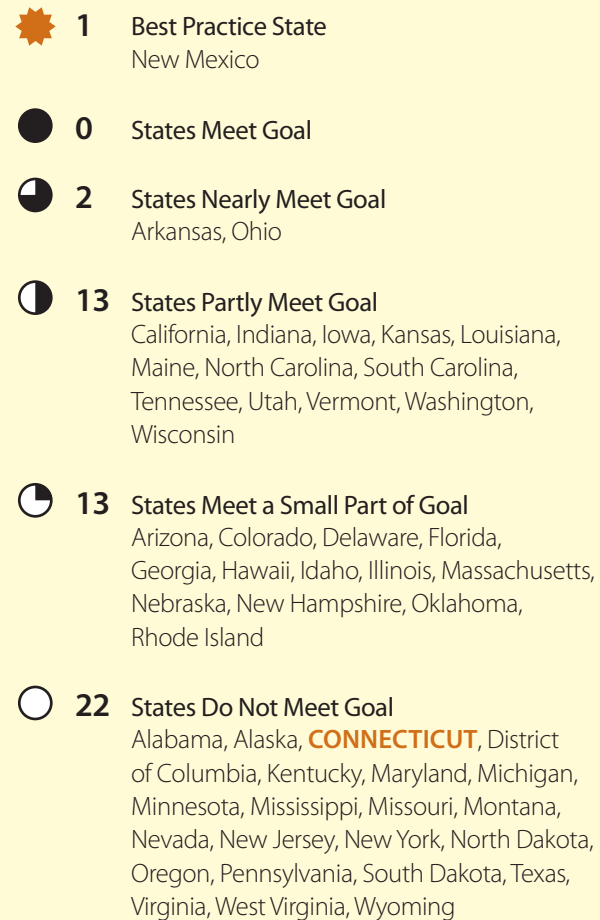 1 Best Practice State
New Mexico
0 States Meet Goal
2 States Nearly Meet Goal
Arkansas, Ohio
13 States Partly Meet Goal
California, Indiana, Iowa, Kansas, Louisiana,
Maine, North Carolina, South Carolina,
Tennessee, Utah, Vermont, Washington,
Wisconsin
13 States Meet a Small Part of Goal
Arizona, Colorado, Delaware, Florida,
Georgia, Hawaii, Idaho, Illinois, Massachusetts,
Nebraska, New Hampshire, Oklahoma,
Rhode Island
22 States Do Not Meet Goal
Alabama, Alaska, CONNECTICUT, District
of Columbia, Kentucky, Maryland, Michigan,
Minnesota, Mississippi, Missouri, Montana,
Nevada, New Jersey, New York, North Dakota,
Oregon, Pennsylvania, South Dakota, Texas,
Virginia, West Virginia, Wyoming